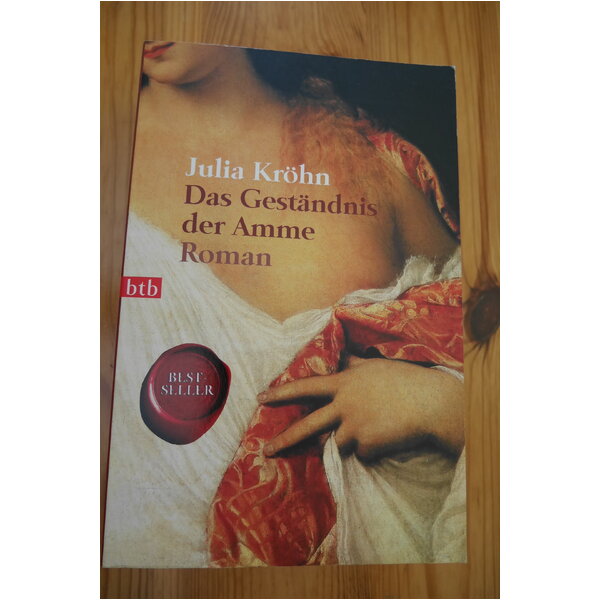 Julia Kröhn
Das Geständnis
der Amme
Roman
btb
BEST-
SELLER